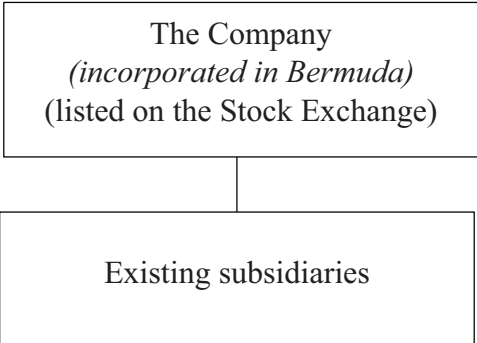 The Company
(incorporated in Bermuda)
(listed on the Stock Exchange)
Existing subsidiaries